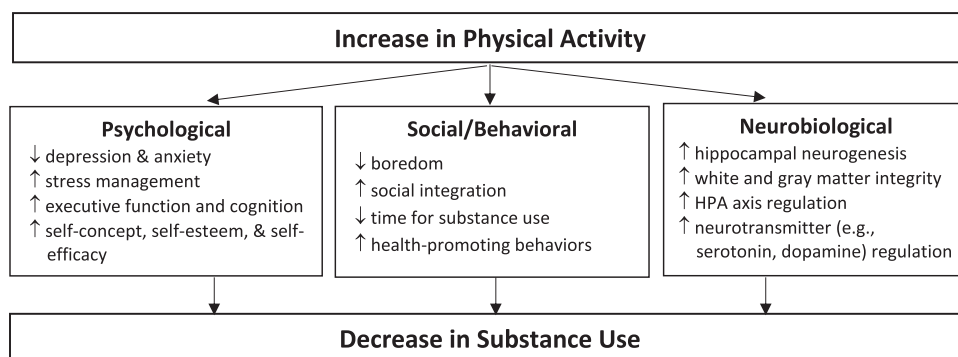 Increase in Physical Activity
Psychological
↓ depression & anxiety
↑ stress management
↑ executive function and cognition
↑ self-concept, self-esteem, & self-
efficacy
Social/Behavioral
↓ boredom
↑ social integration
↓ time for substance use
↑ health-promoting behaviors
Neurobiological
↑ hippocampal neurogenesis
↑ white and gray matter integrity
↑ HPA axis regulation
↑ neurotransmitter (e.g.,
serotonin, dopamine) regulation
Decrease in Substance Use